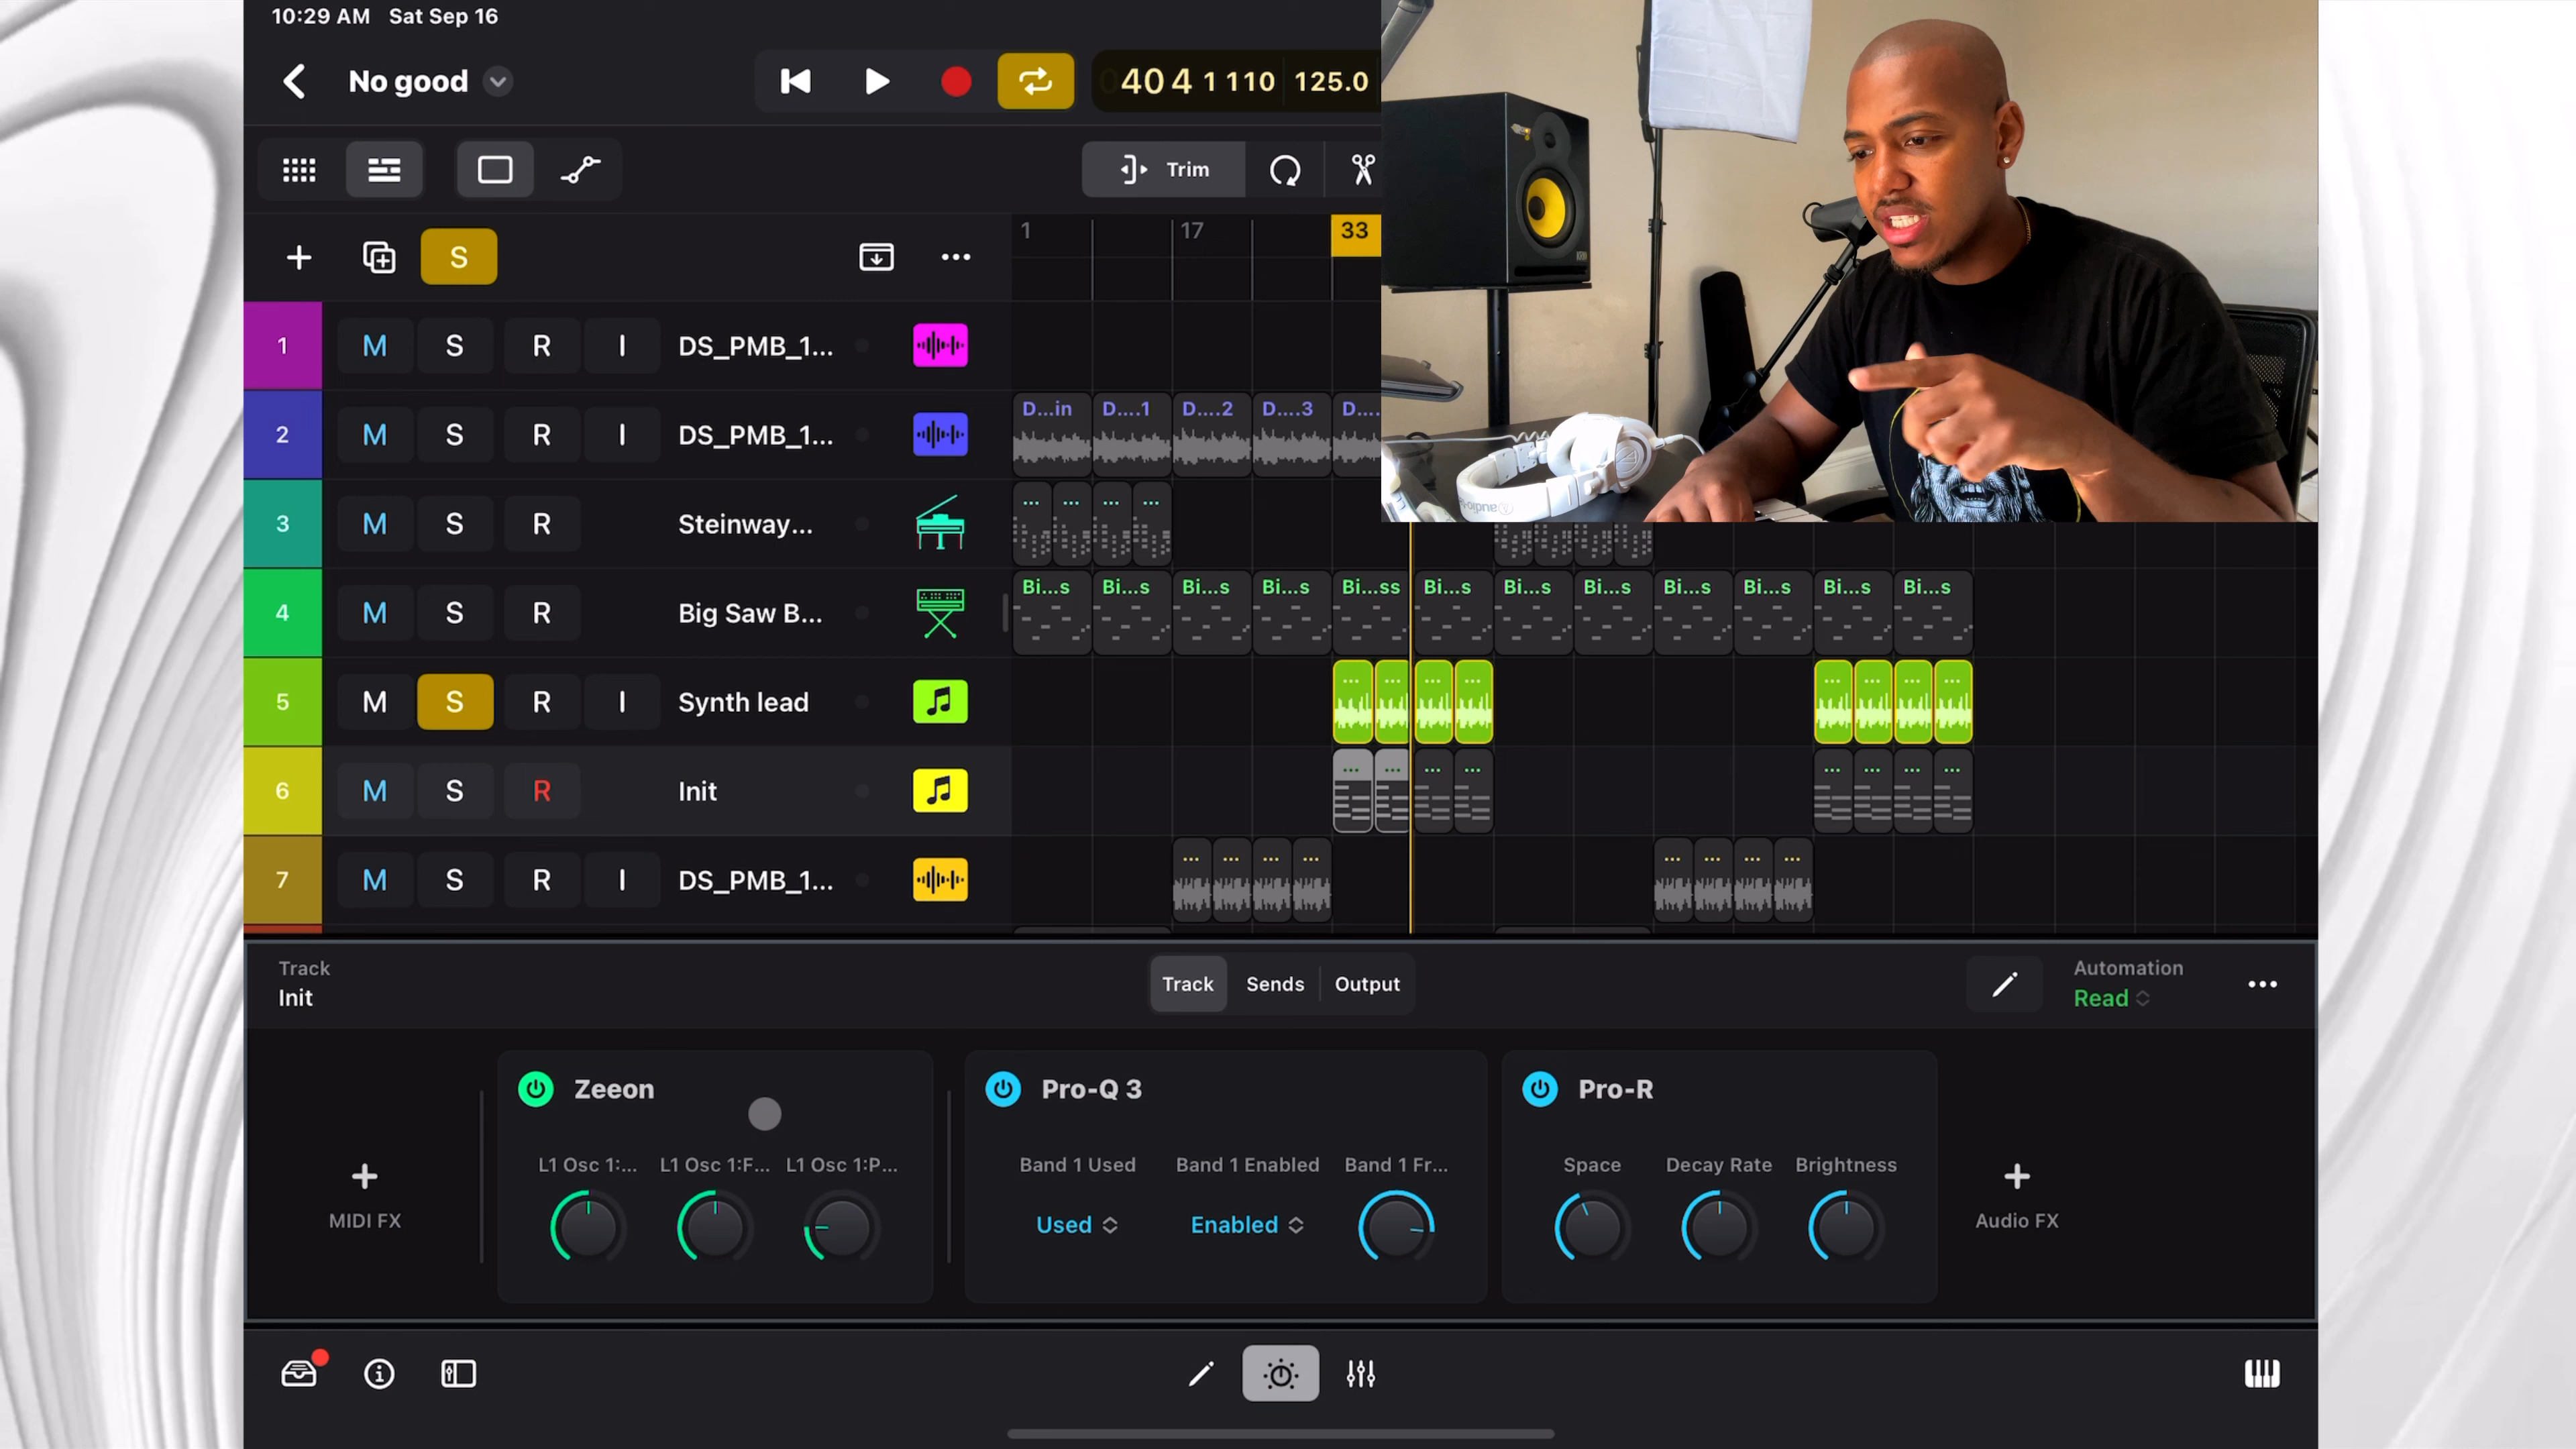 10:29 AM Sat Sep 16
No good
40 4 1 110 125.0
Trim
S
1 17 33
1 M S R I DS_PMB_1...
2 M S R I DS_PMB_1...
D...in D....1 D....2 D....3 D....
3 M S R Steinway...
4 M S R Big Saw B...
Bi...s Bi...s Bi...s Bi...s Bi...ss Bi...s Bi...s Bi...s Bi...s Bi...s Bi...s Bi...s
5 M S R I Synth lead
6 M S R Init
7 M S R I DS_PMB_1...
Track
Init
Track Sends Output
Automation
Read
Zeeon
L1 Osc 1:... L1 Osc 1:F... L1 Osc 1:P...
MIDI FX
Pro-Q 3
Band 1 Used Band 1 Enabled Band 1 Fr...
Used Enabled
Pro-R
Space Decay Rate Brightness
Audio FX